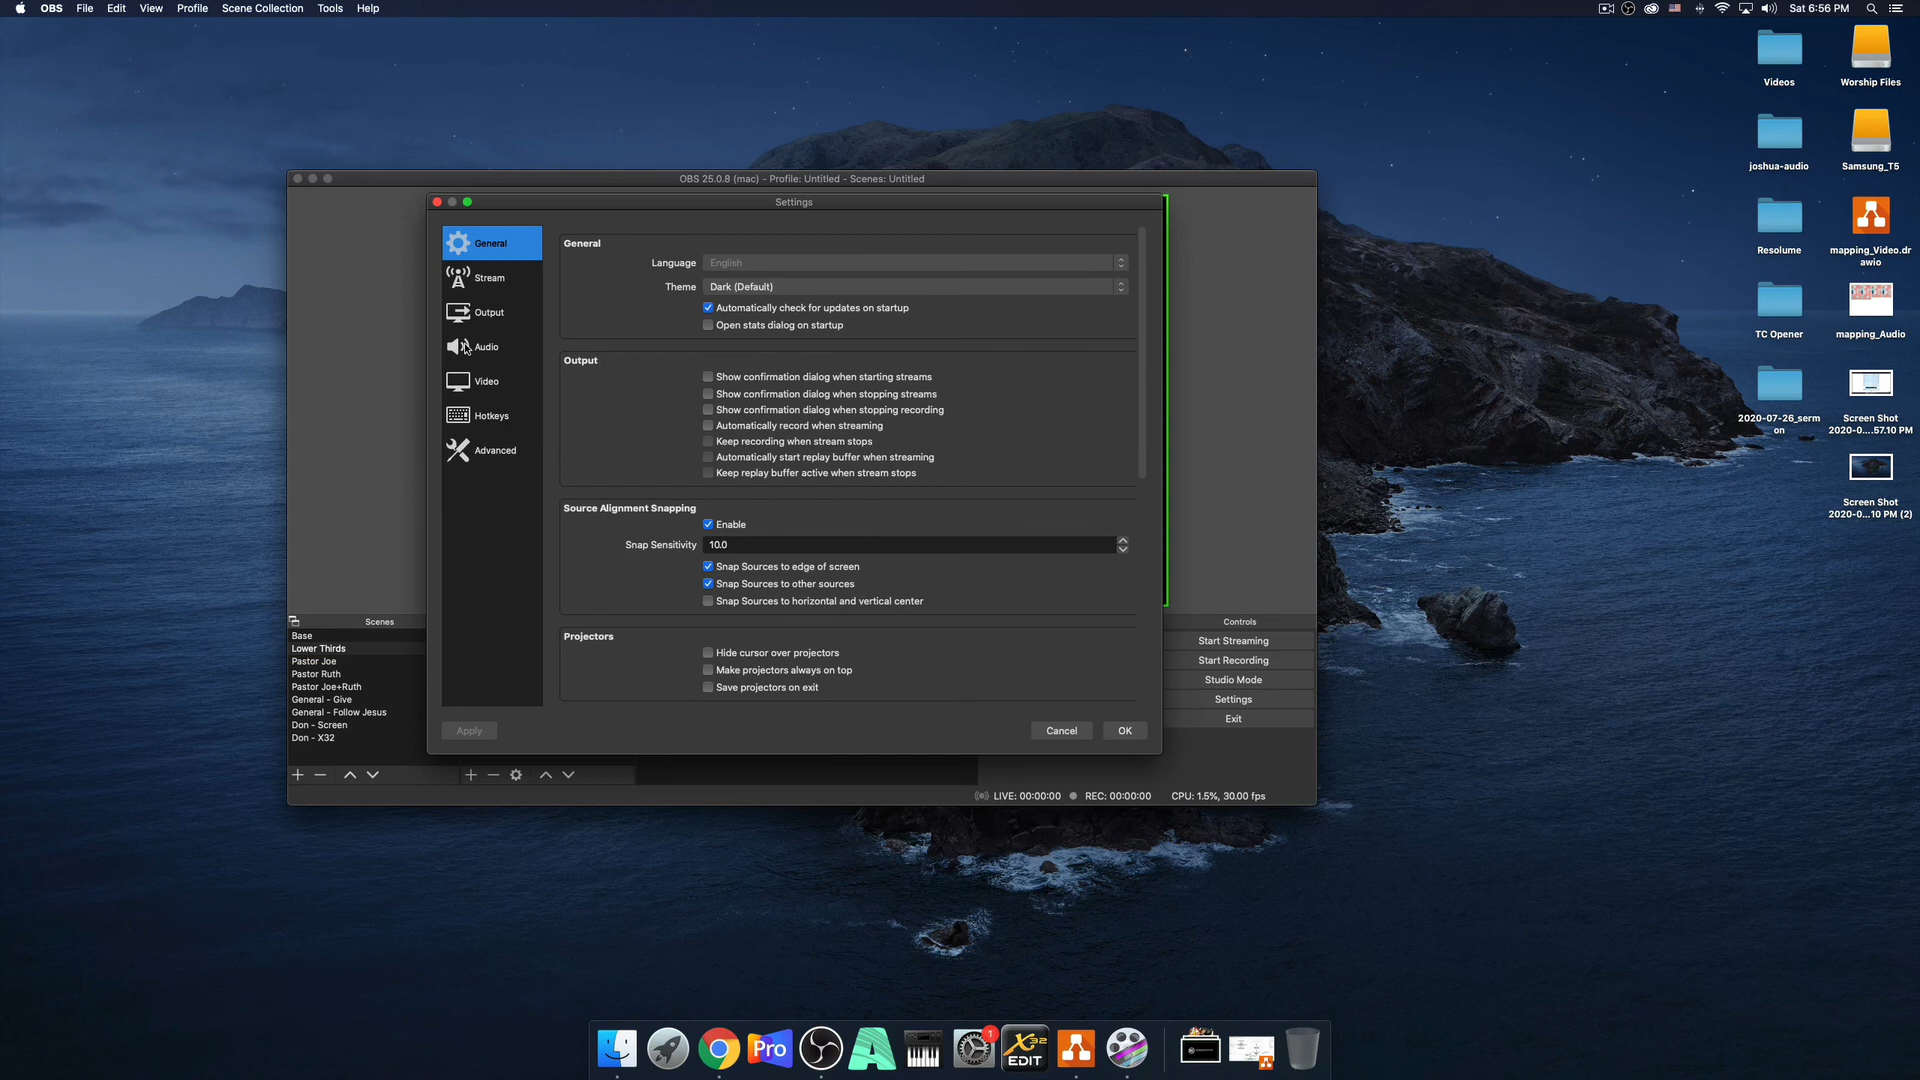 OBS File Edit View Profile Scene Collection Tools Help
Sat 6:56 PM
Videos
Worship Files
joshua-audio
Samsung_T5
Resolume
mapping_Video.dr
awio
TC Opener
mapping_Audio
2020-07-26_serm
on
Screen Shot
2020-0....57.10 PM
Screen Shot
2020-0...10 PM (2)
OBS 25.0.8 (mac) - Profile: Untitled - Scenes: Untitled
Settings
General
Stream
Output
Audio
Video
Hotkeys
Advanced
General
Language English
Theme Dark (Default)
Automatically check for updates on startup
Open stats dialog on startup
Output
Show confirmation dialog when starting streams
Show confirmation dialog when stopping streams
Show confirmation dialog when stopping recording
Automatically record when streaming
Keep recording when stream stops
Automatically start replay buffer when streaming
Keep replay buffer active when stream stops
Source Alignment Snapping
Enable
Snap Sensitivity 10.0
Snap Sources to edge of screen
Snap Sources to other sources
Snap Sources to horizontal and vertical center
Projectors
Hide cursor over projectors
Make projectors always on top
Save projectors on exit
Apply
Cancel
OK
Scenes
Base
Lower Thirds
Pastor Joe
Pastor Ruth
Pastor Joe+Ruth
General - Give
General - Follow Jesus
Don - Screen
Don - X32
Controls
Start Streaming
Start Recording
Studio Mode
Settings
Exit
LIVE: 00:00:00 REC: 00:00:00 CPU: 1.5%, 30.00 fps
Pro
1
X32
EDIT